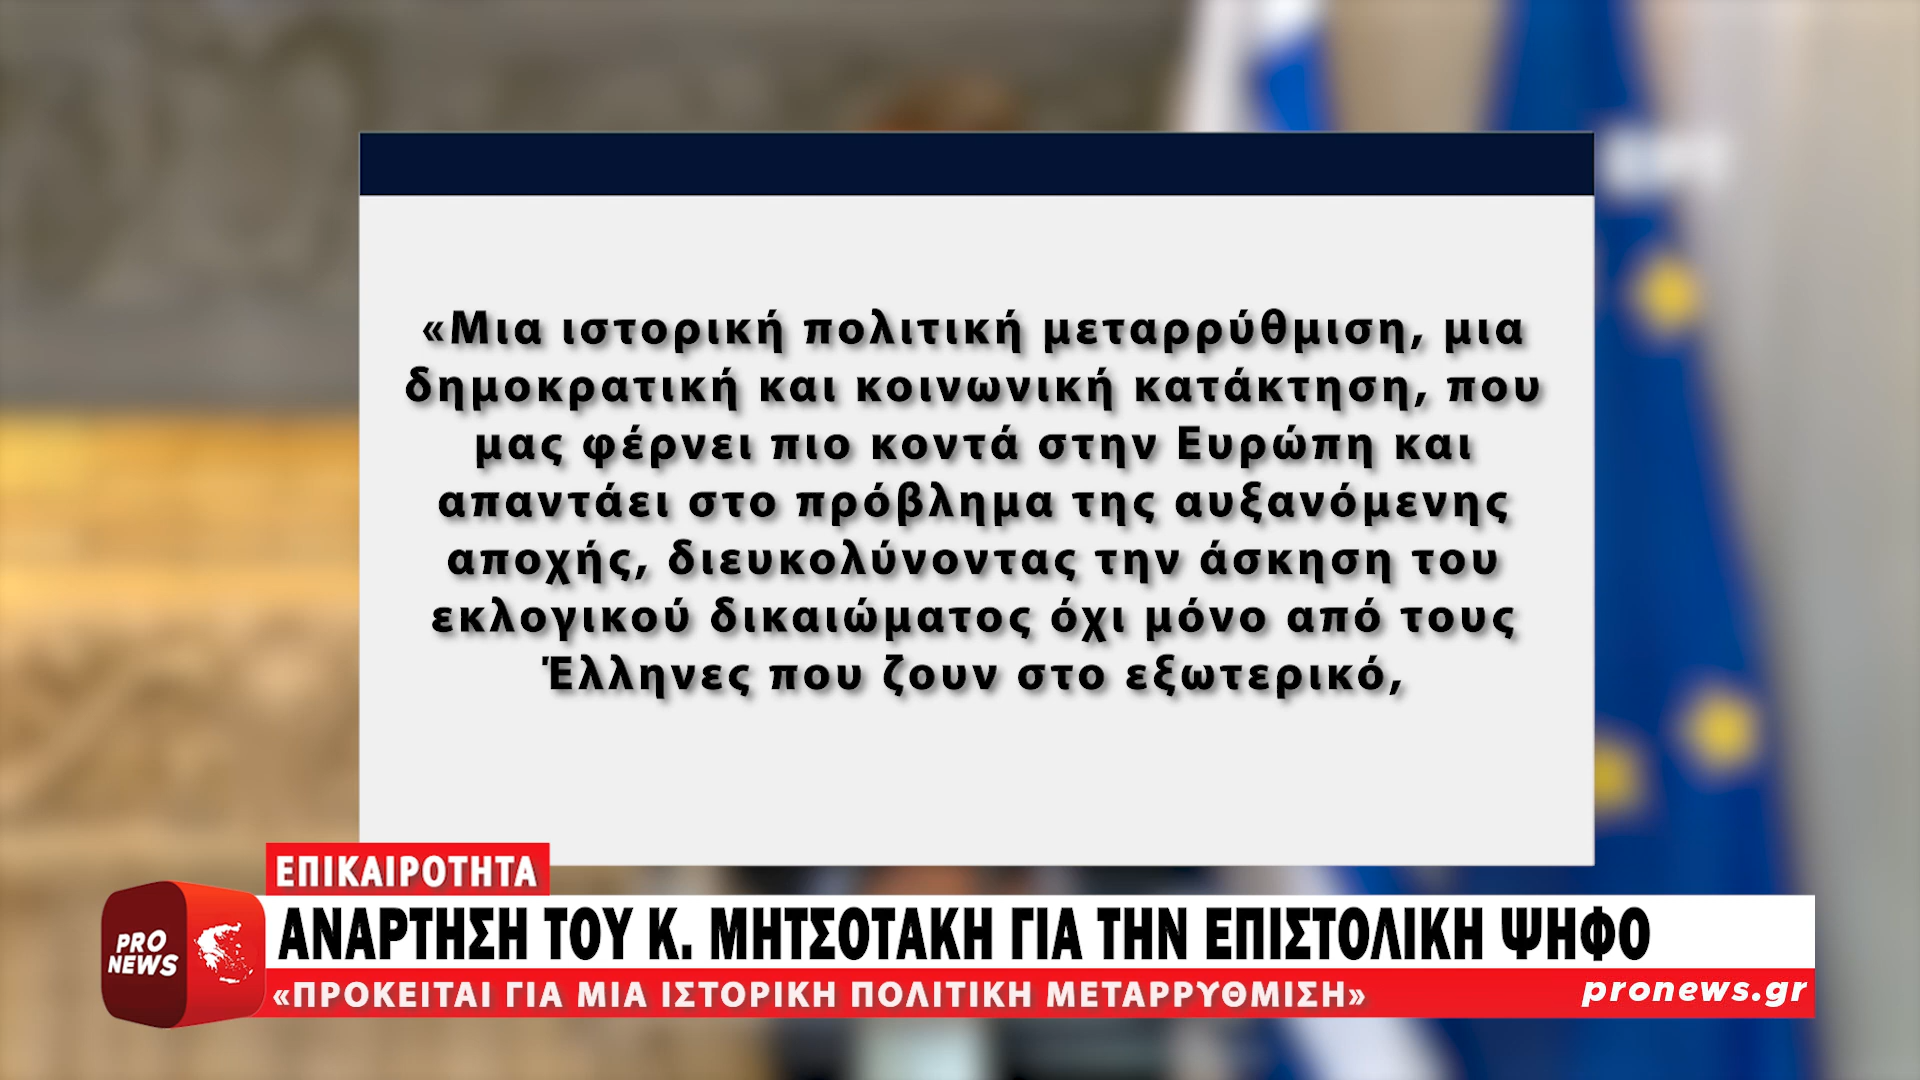 «Μια ιστορική πολιτική μεταρρύθμιση, μια
δημοκρατική και κοινωνική κατάκτηση, που
μας φέρνει πιο κοντά στην Ευρώπη και
απαντάει στο πρόβλημα της αυξανόμενης
αποχής, διευκολύνοντας την άσκηση του
εκλογικού δικαιώματος όχι μόνο από τους
Έλληνες που ζουν στο εξωτερικό,
ΕΠΙΚΑΙΡΟΤΗΤΑ
PRO
NEWS
ΑΝΑΡΤΗΣΗ ΤΟΥ Κ. ΜΗΤΣΟΤΑΚΗ ΓΙΑ ΤΗΝ ΕΠΙΣΤΟΛΙΚΗ ΨΗΦΟ
«ΠΡΟΚΕΙΤΑΙ ΓΙΑ ΜΙΑ ΙΣΤΟΡΙΚΗ ΠΟΛΙΤΙΚΗ ΜΕΤΑΡΡΥΘΜΙΣΗ»
pronews.gr